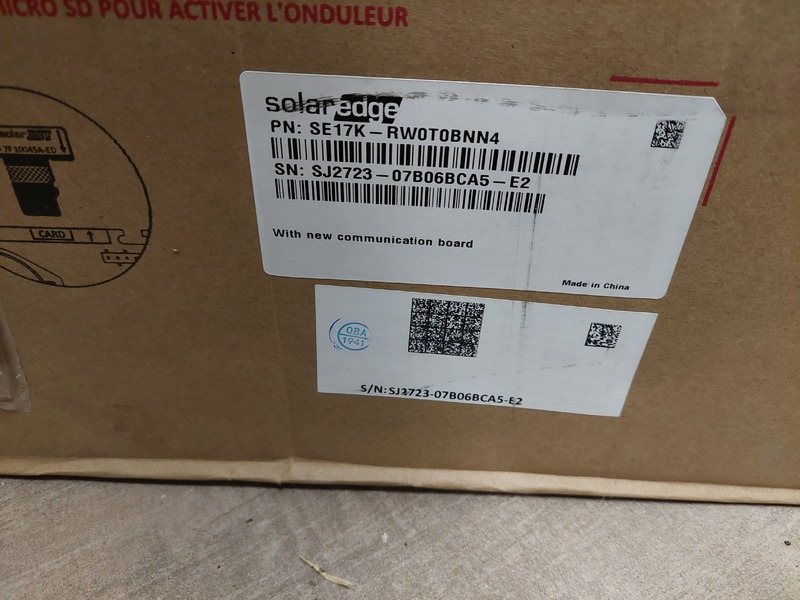 MICRO SD POUR ACTIVER L'ONDULEUR
solaredge
PN: SE17K-RW0T0BNN4
SN: SJ2723-07B06BCA5-E2
With new communication board
Made in China
CARD
OBA
1941
S/N: SJ2723-07B06BCA5-E2